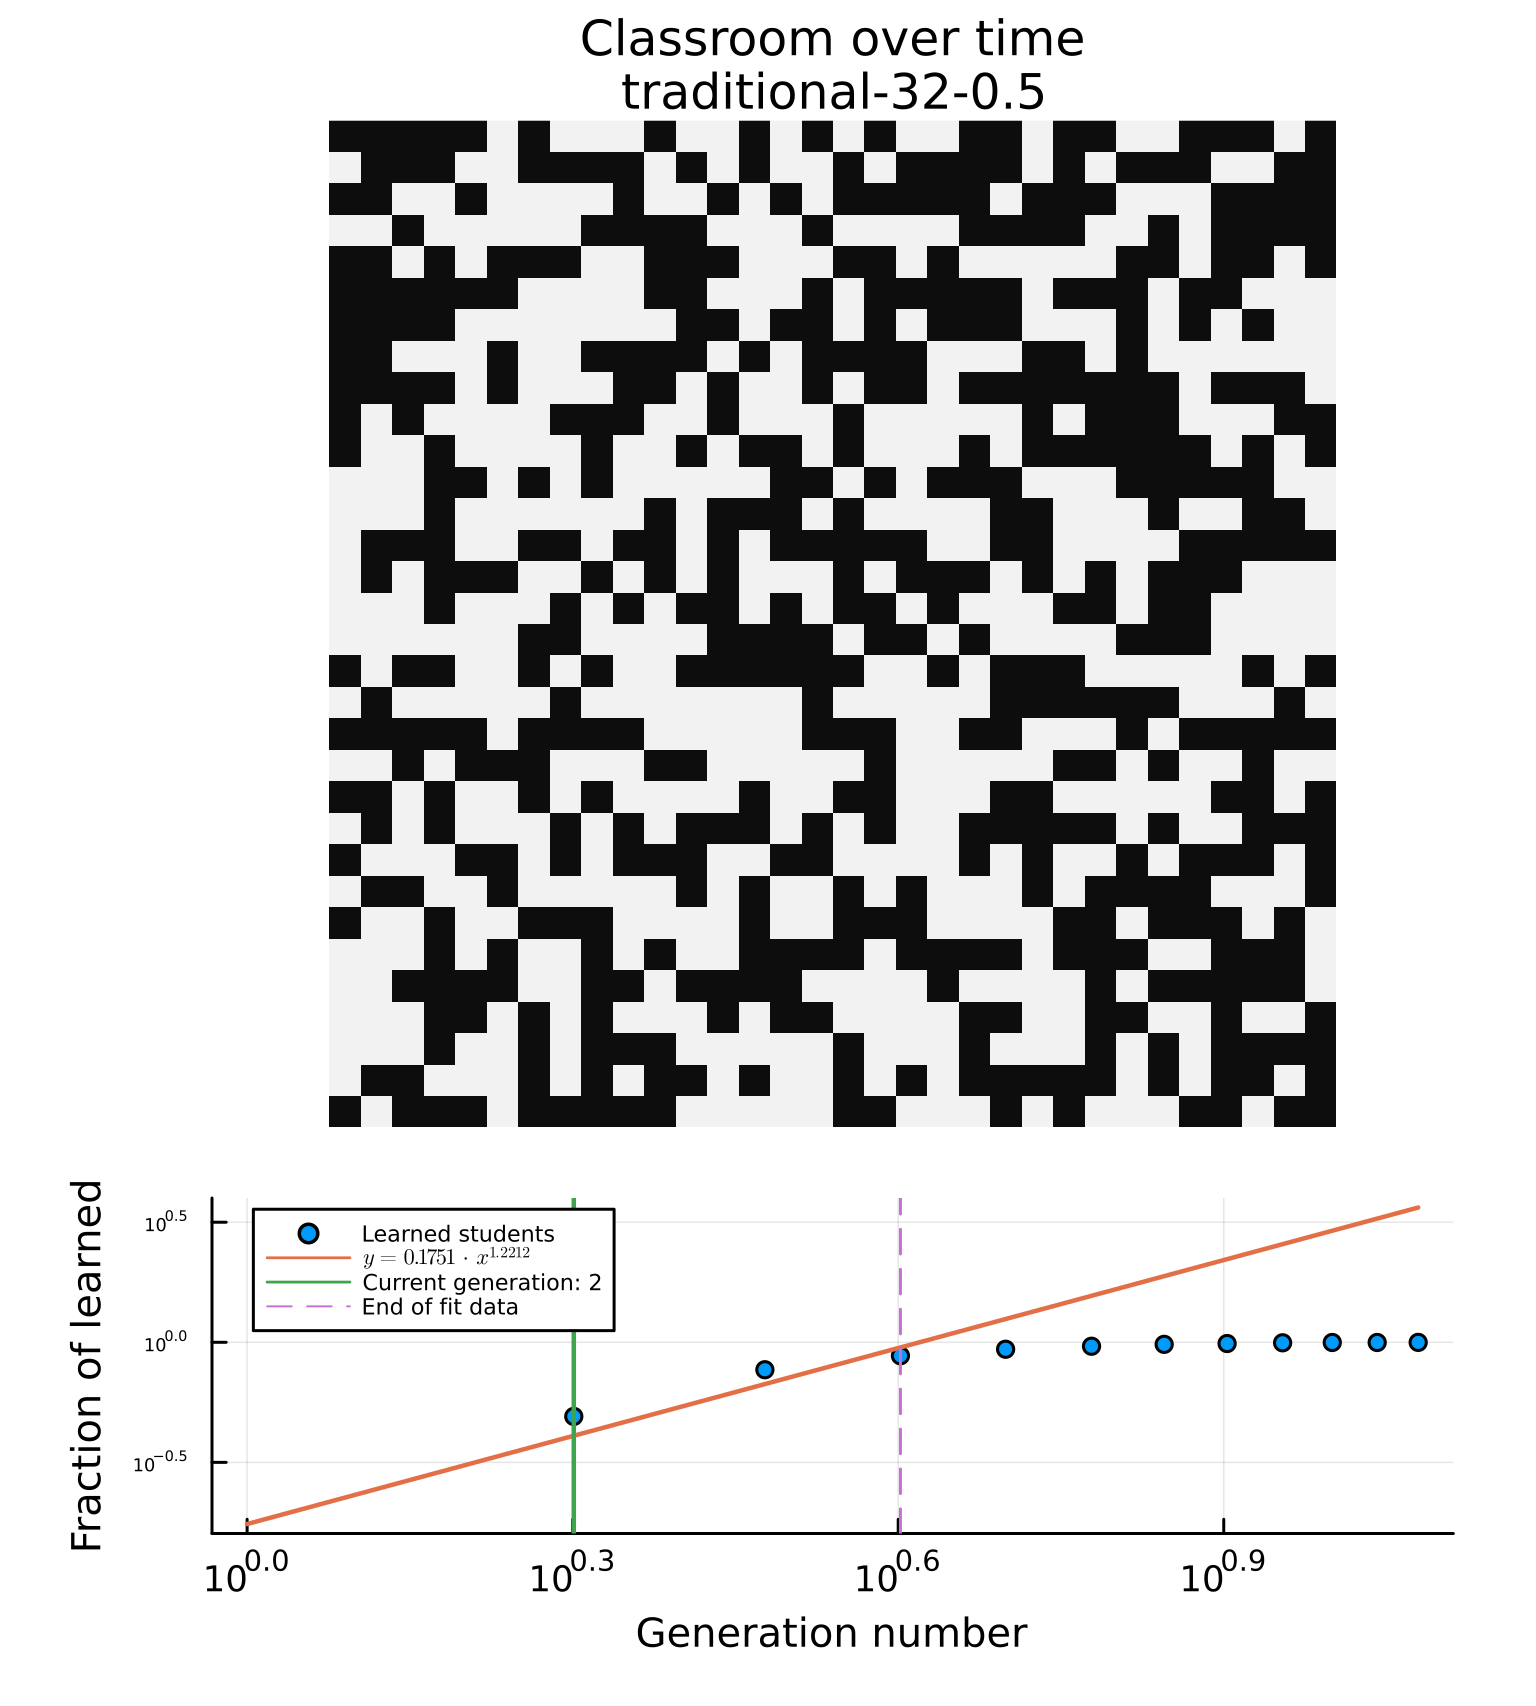 Classroom over time
traditional-32-0.5
Fraction of learned
10^0.5
10^0.0
10^−0.5
Learned students
y = 0.1751 · x^1.2212
Current generation: 2
End of fit data
10^0.0 10^0.3 10^0.6 10^0.9
Generation number